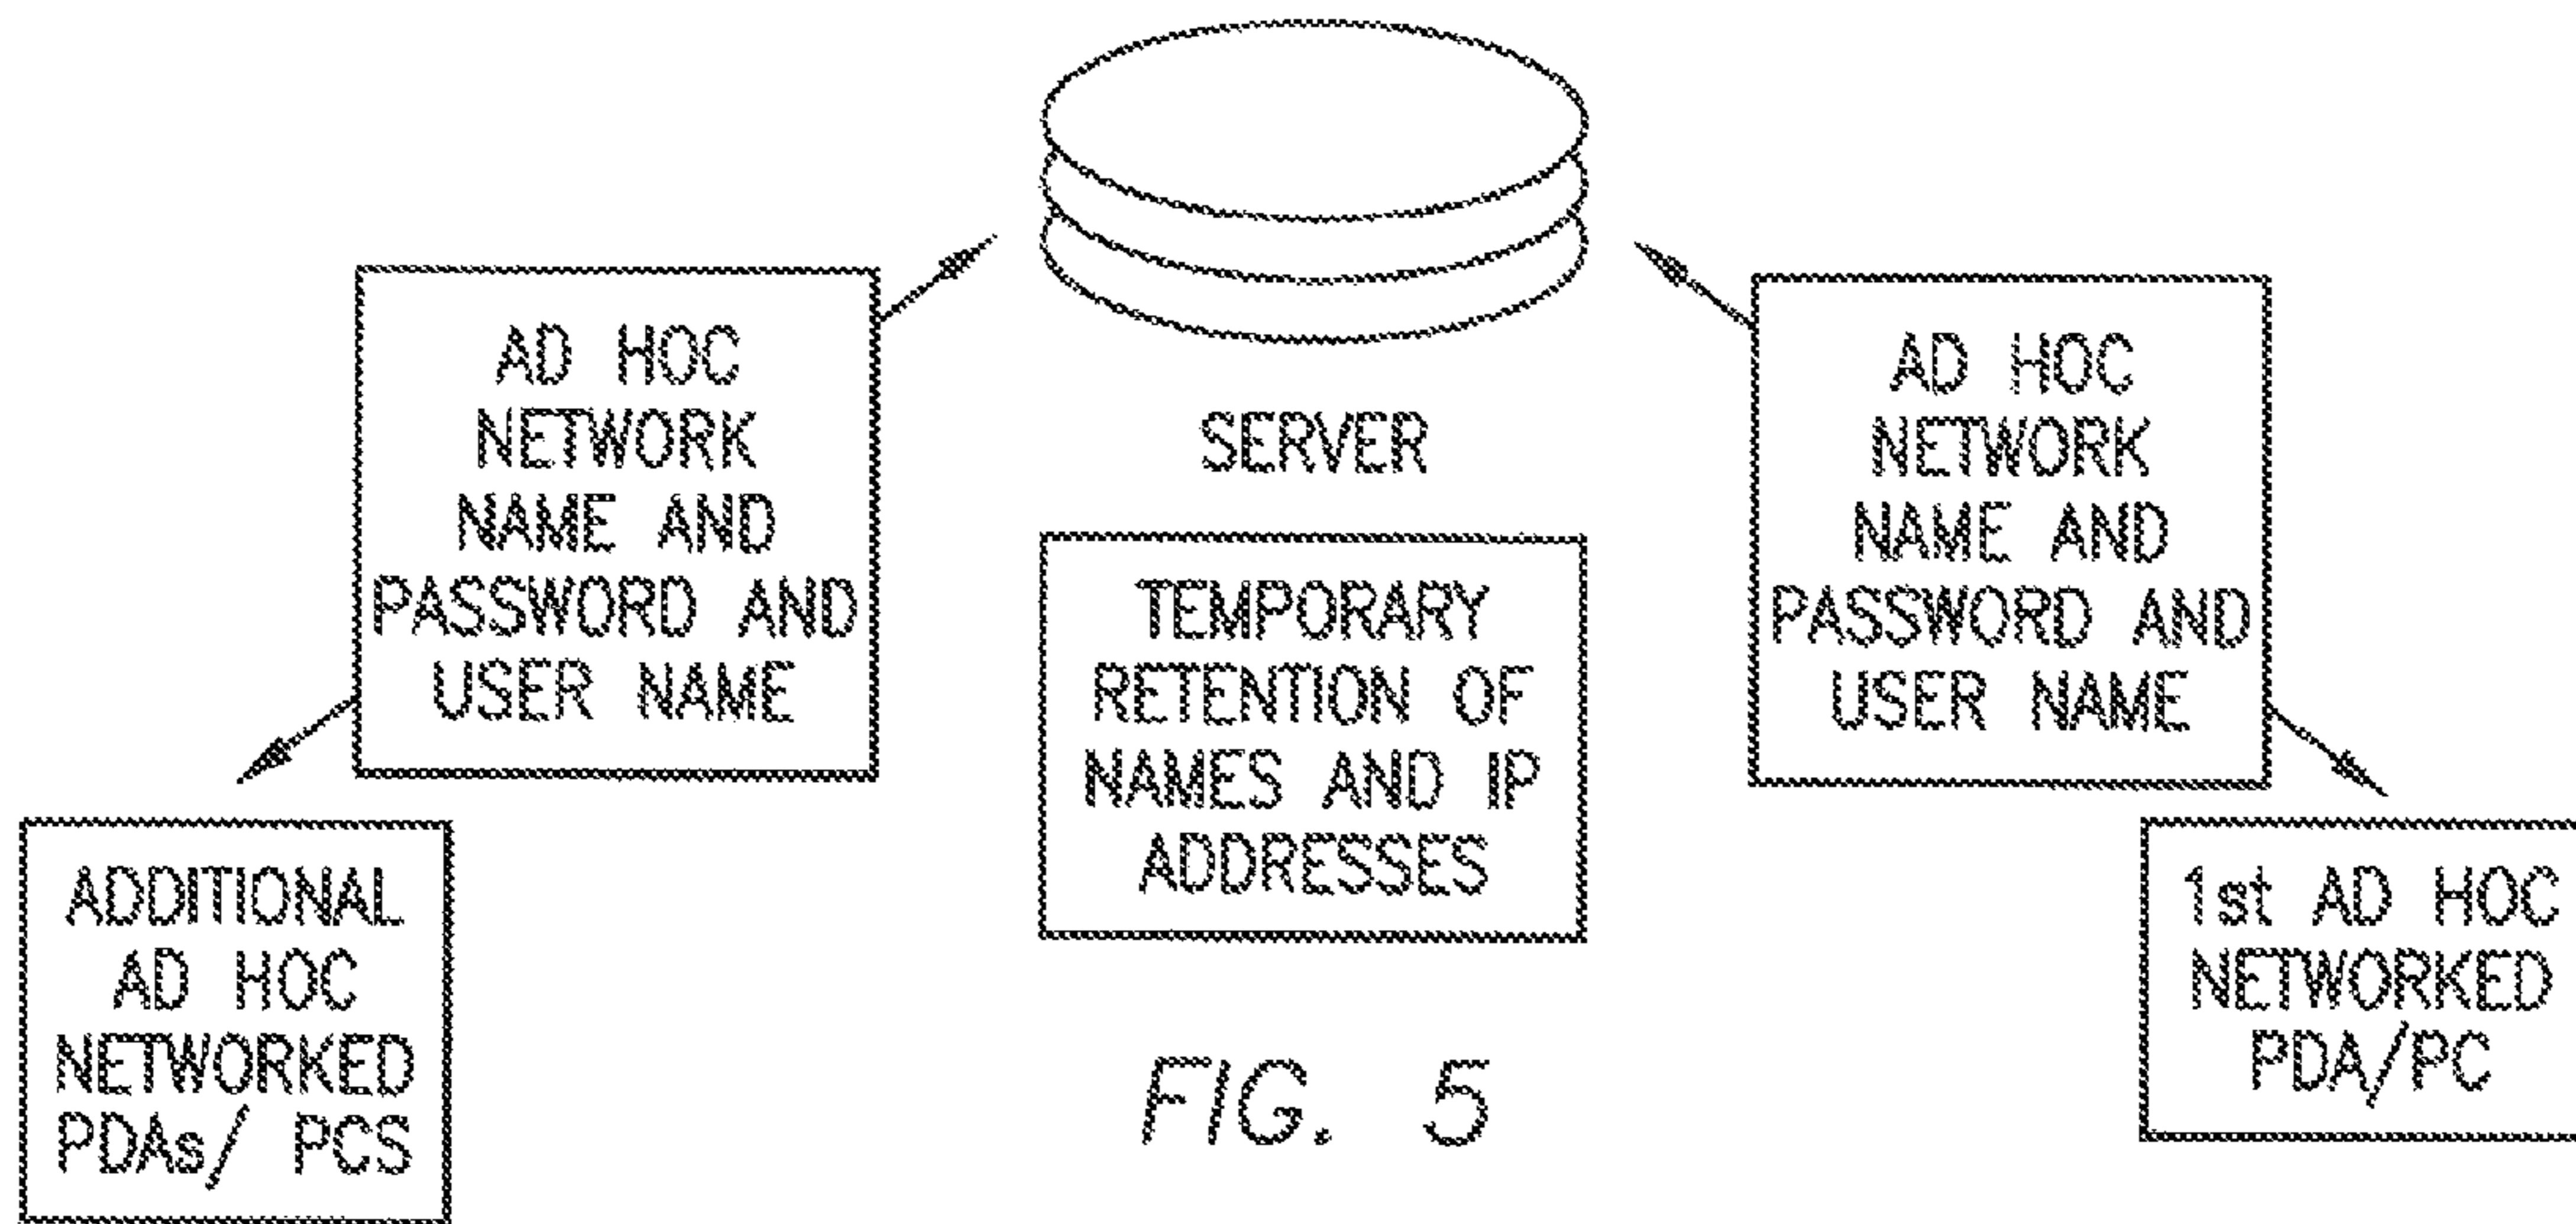 AD HOC
NETWORK
NAME AND
PASSWORD AND
USER NAME
SERVER
AD HOC
NETWORK
NAME AND
PASSWORD AND
USER NAME
TEMPORARY
RETENTION OF
NAMES AND IP
ADDRESSES
ADDITIONAL
AD HOC
NETWORKED
PDAs/ PCS
1st AD HOC
NETWORKED
PDA/PC
FIG. 5